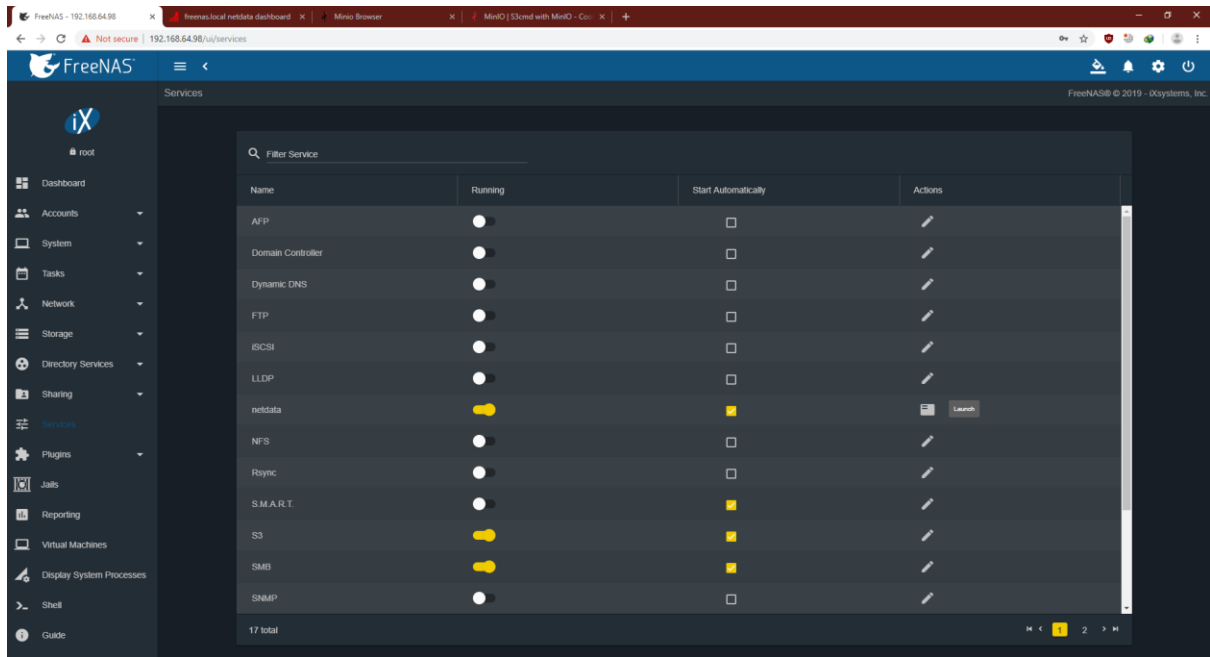 FreeNAS - 192.168.64.98 freenas.local netdata dashboard Minio Browser MinIO | S3cmd with MinIO - Coo
Not secure 192.168.64.98/ui/services
FreeNAS
Services FreeNAS® © 2019 - iXsystems, Inc.
iX
root
Filter Service
Name Running Start Automatically Actions
Dashboard
Accounts
System
Tasks
Network
Storage
Directory Services
Sharing
Services
Plugins
Jails
Reporting
Virtual Machines
Display System Processes
Shell
Guide
AFP
Domain Controller
Dynamic DNS
FTP
iSCSI
LLDP
netdata Launch
NFS
Rsync
S.M.A.R.T.
S3
SMB
SNMP
17 total 1 2